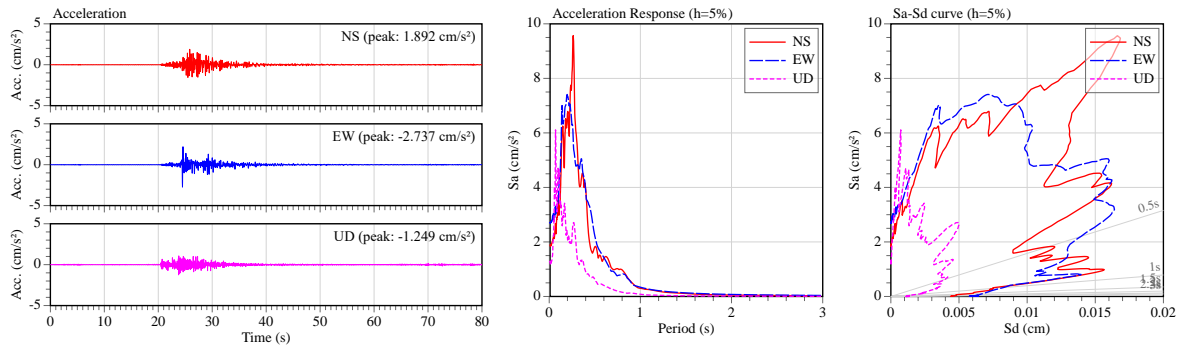 Acceleration
NS (peak: 1.892 cm/s²)
5
0
-5
Acc. (cm/s²)
EW (peak: -2.737 cm/s²)
5
0
-5
Acc. (cm/s²)
UD (peak: -1.249 cm/s²)
5
0
-5
Acc. (cm/s²)
0 10 20 30 40 50 60 70 80
Time (s)
Acceleration Response (h=5%)
NS
EW
UD
10
8
6
4
2
0
Sa (cm/s²)
0 1 2 3
Period (s)
Sa-Sd curve (h=5%)
NS
EW
UD
10
8
6
4
2
0
Sa (cm/s²)
0.5s
1s
1.5s
0 0.005 0.01 0.015 0.02
Sd (cm)